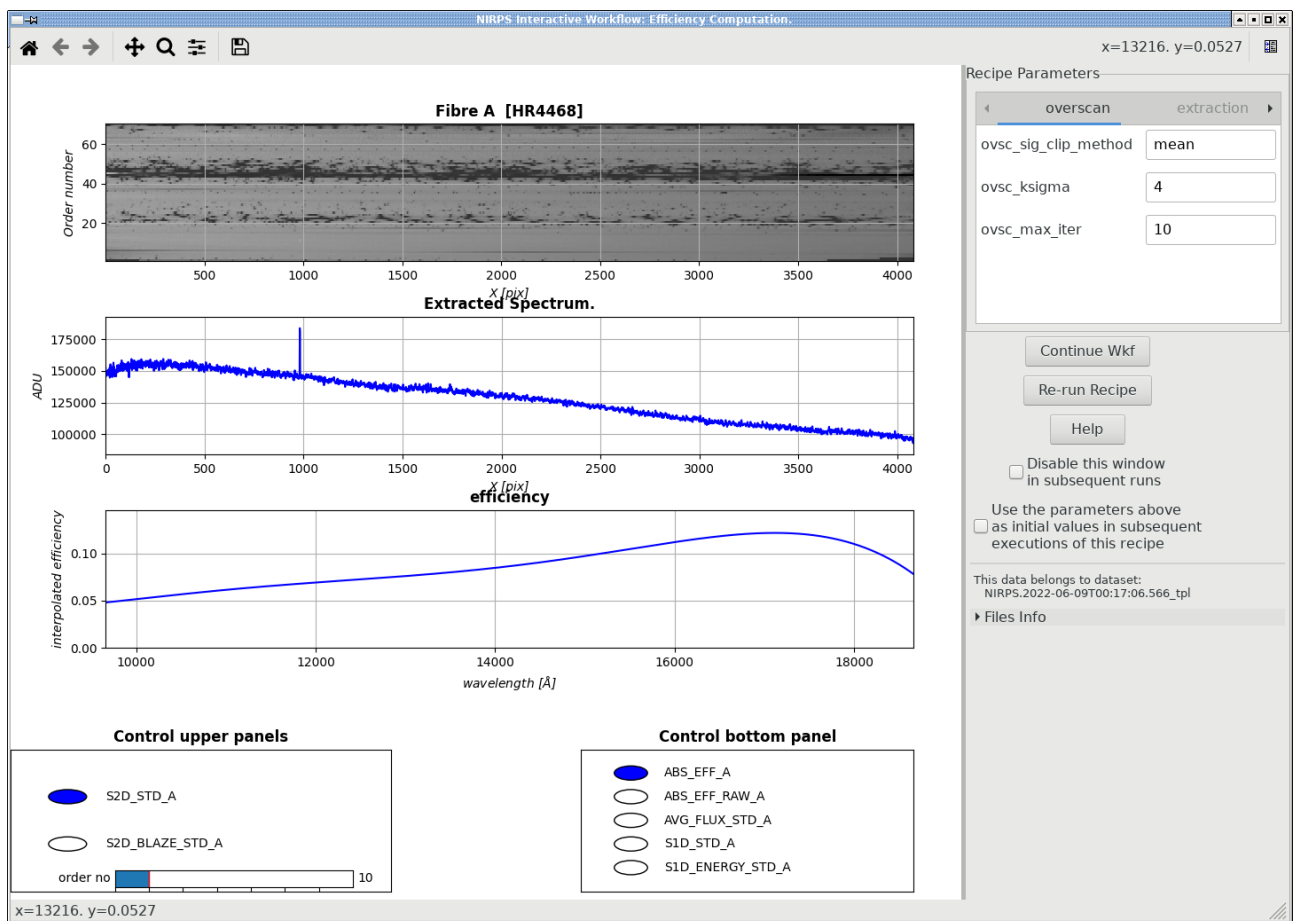 NIRPS Interactive Workflow: Efficiency Computation.
x=13216. y=0.0527
Fibre A  [HR4468]
Order number
60
40
20
500 1000 1500 2000 2500 3000 3500 4000
X [pix]
Extracted Spectrum.
ADU
175000
150000
125000
100000
0 500 1000 1500 2000 2500 3000 3500 4000
X [pix]
efficiency
interpolated efficiency
0.10
0.05
0.00
10000 12000 14000 16000 18000
wavelength [Å]
Control upper panels
S2D_STD_A
S2D_BLAZE_STD_A
order no 10
Control bottom panel
ABS_EFF_A
ABS_EFF_RAW_A
AVG_FLUX_STD_A
S1D_STD_A
S1D_ENERGY_STD_A
Recipe Parameters
overscan extraction
ovsc_sig_clip_method mean
ovsc_ksigma 4
ovsc_max_iter 10
Continue Wkf
Re-run Recipe
Help
Disable this window
in subsequent runs
Use the parameters above
as initial values in subsequent
executions of this recipe
This data belongs to dataset:
NIRPS.2022-06-09T00:17:06.566_tpl
Files Info
x=13216. y=0.0527